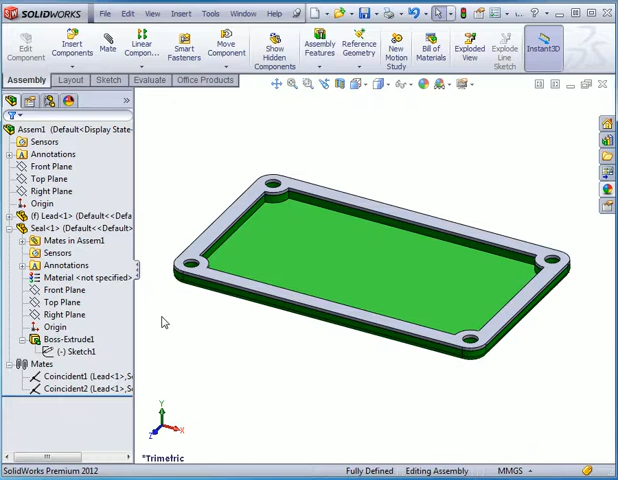 SOLIDWORKS File Edit View Insert Tools Window Help
Edit Component
Insert Components
Mate
Linear Compon...
Smart Fasteners
Move Component
Show Hidden Components
Assembly Features
Reference Geometry
New Motion Study
Bill of Materials
Exploded View
Explode Line Sketch
Instant3D
Assembly Layout Sketch Evaluate Office Products
Assem1 (Default<Display State-
Sensors
Annotations
Front Plane
Top Plane
Right Plane
Origin
(f) Lead<1> (Default<<Defa
Seal<1> (Default<<Default
Mates in Assem1
Sensors
Annotations
Material <not specified>
Front Plane
Top Plane
Right Plane
Origin
Boss-Extrude1
(-) Sketch1
Mates
Coincident1 (Lead<1>,S
Coincident2 (Lead<1>,S
Y
Z X
*Trimetric
SolidWorks Premium 2012 Fully Defined Editing Assembly MMGS